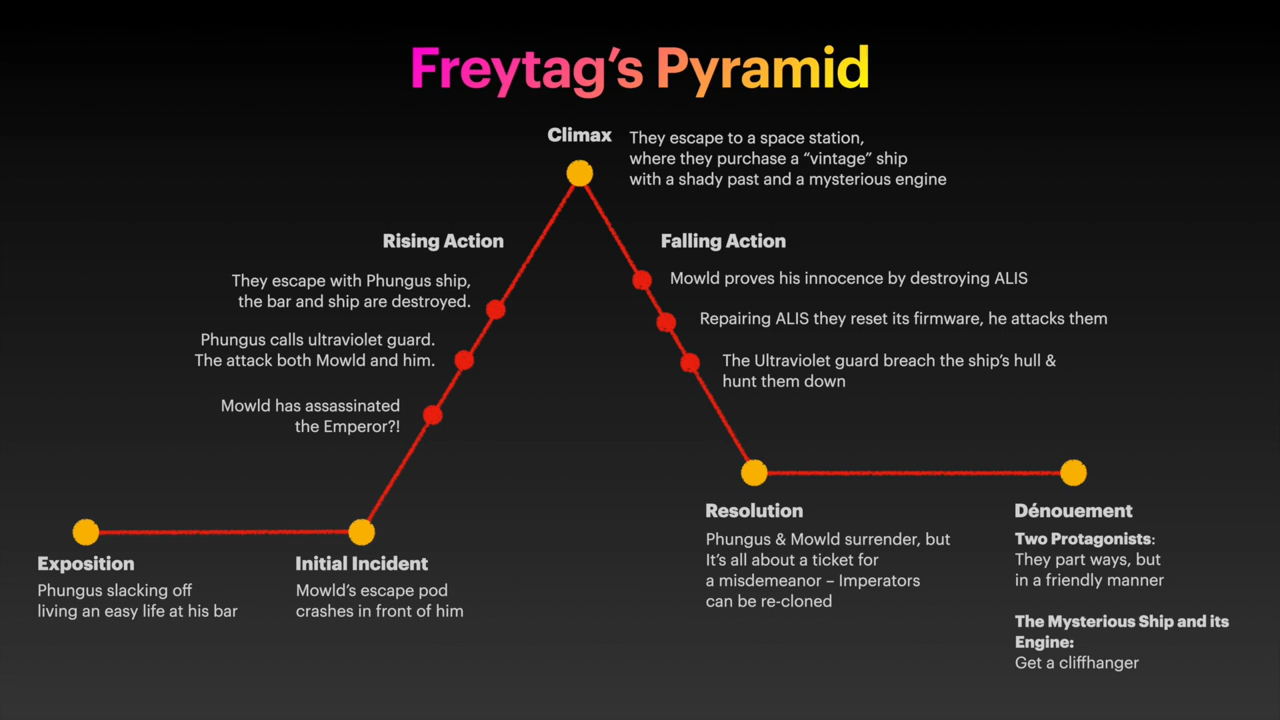 Freytag's Pyramid
Climax
They escape to a space station,
where they purchase a “vintage” ship
with a shady past and a mysterious engine
Rising Action
They escape with Phungus ship,
the bar and ship are destroyed.
Phungus calls ultraviolet guard.
The attack both Mowld and him.
Mowld has assassinated
the Emperor?!
Falling Action
Mowld proves his innocence by destroying ALIS
Repairing ALIS they reset its firmware, he attacks them
The Ultraviolet guard breach the ship's hull &
hunt them down
Exposition
Phungus slacking off
living an easy life at his bar
Initial Incident
Mowld's escape pod
crashes in front of him
Resolution
Phungus & Mowld surrender, but
It's all about a ticket for
a misdemeanor – Imperators
can be re-cloned
Dénouement
Two Protagonists:
They part ways, but
in a friendly manner
The Mysterious Ship and its
Engine:
Get a cliffhanger